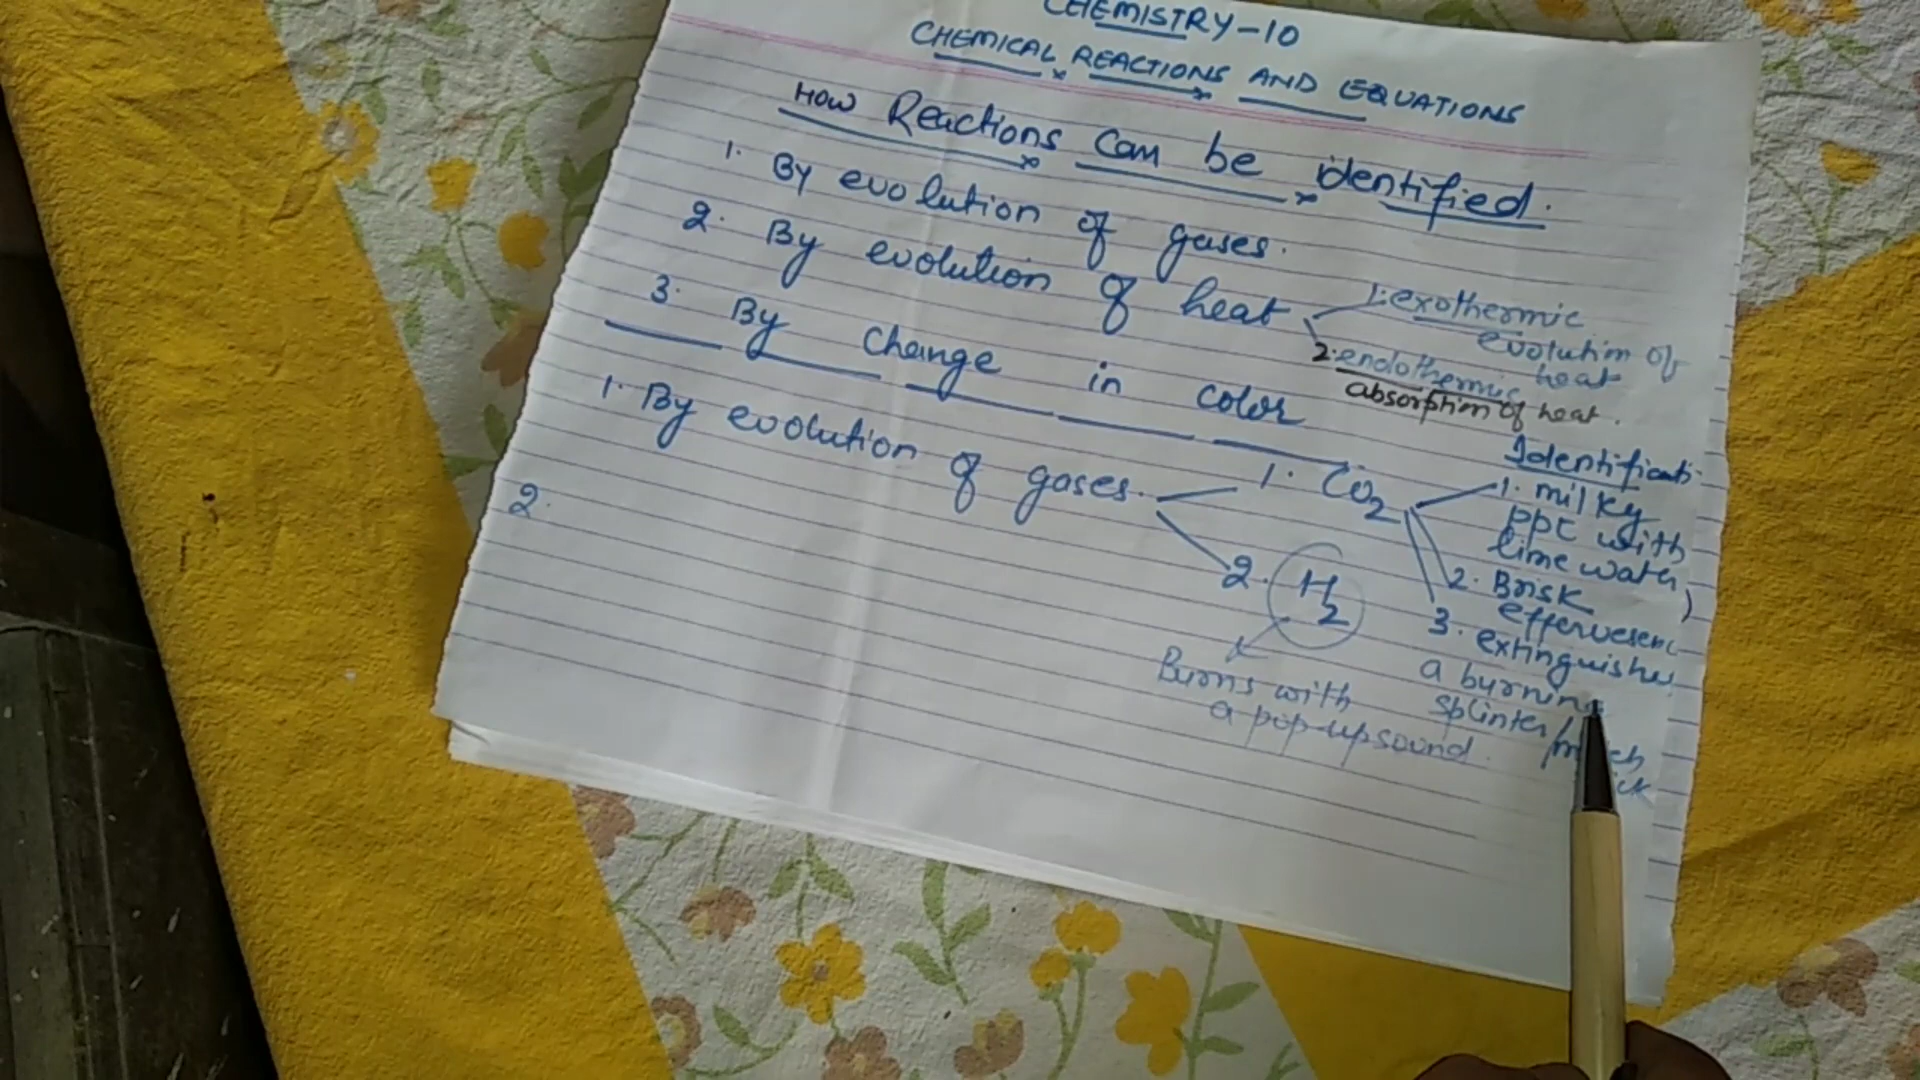 CHEMISTRY-10
CHEMICAL REACTIONS AND EQUATIONS
HOW Reactions Can be identified.
1. By evolution of gases.
2. By evolution of heat
1. exothermic
evolution of
heat
2. endothermic
absorption of heat.
3. By Change in color
1. By evolution of gases.
1. CO2
Identificati
1. milky
ppt with
lime water
2. Brisk
effervesenc
3. extinguishes
a burning
splinter/
2. H2
Burns with
a pop-up sound.
2.